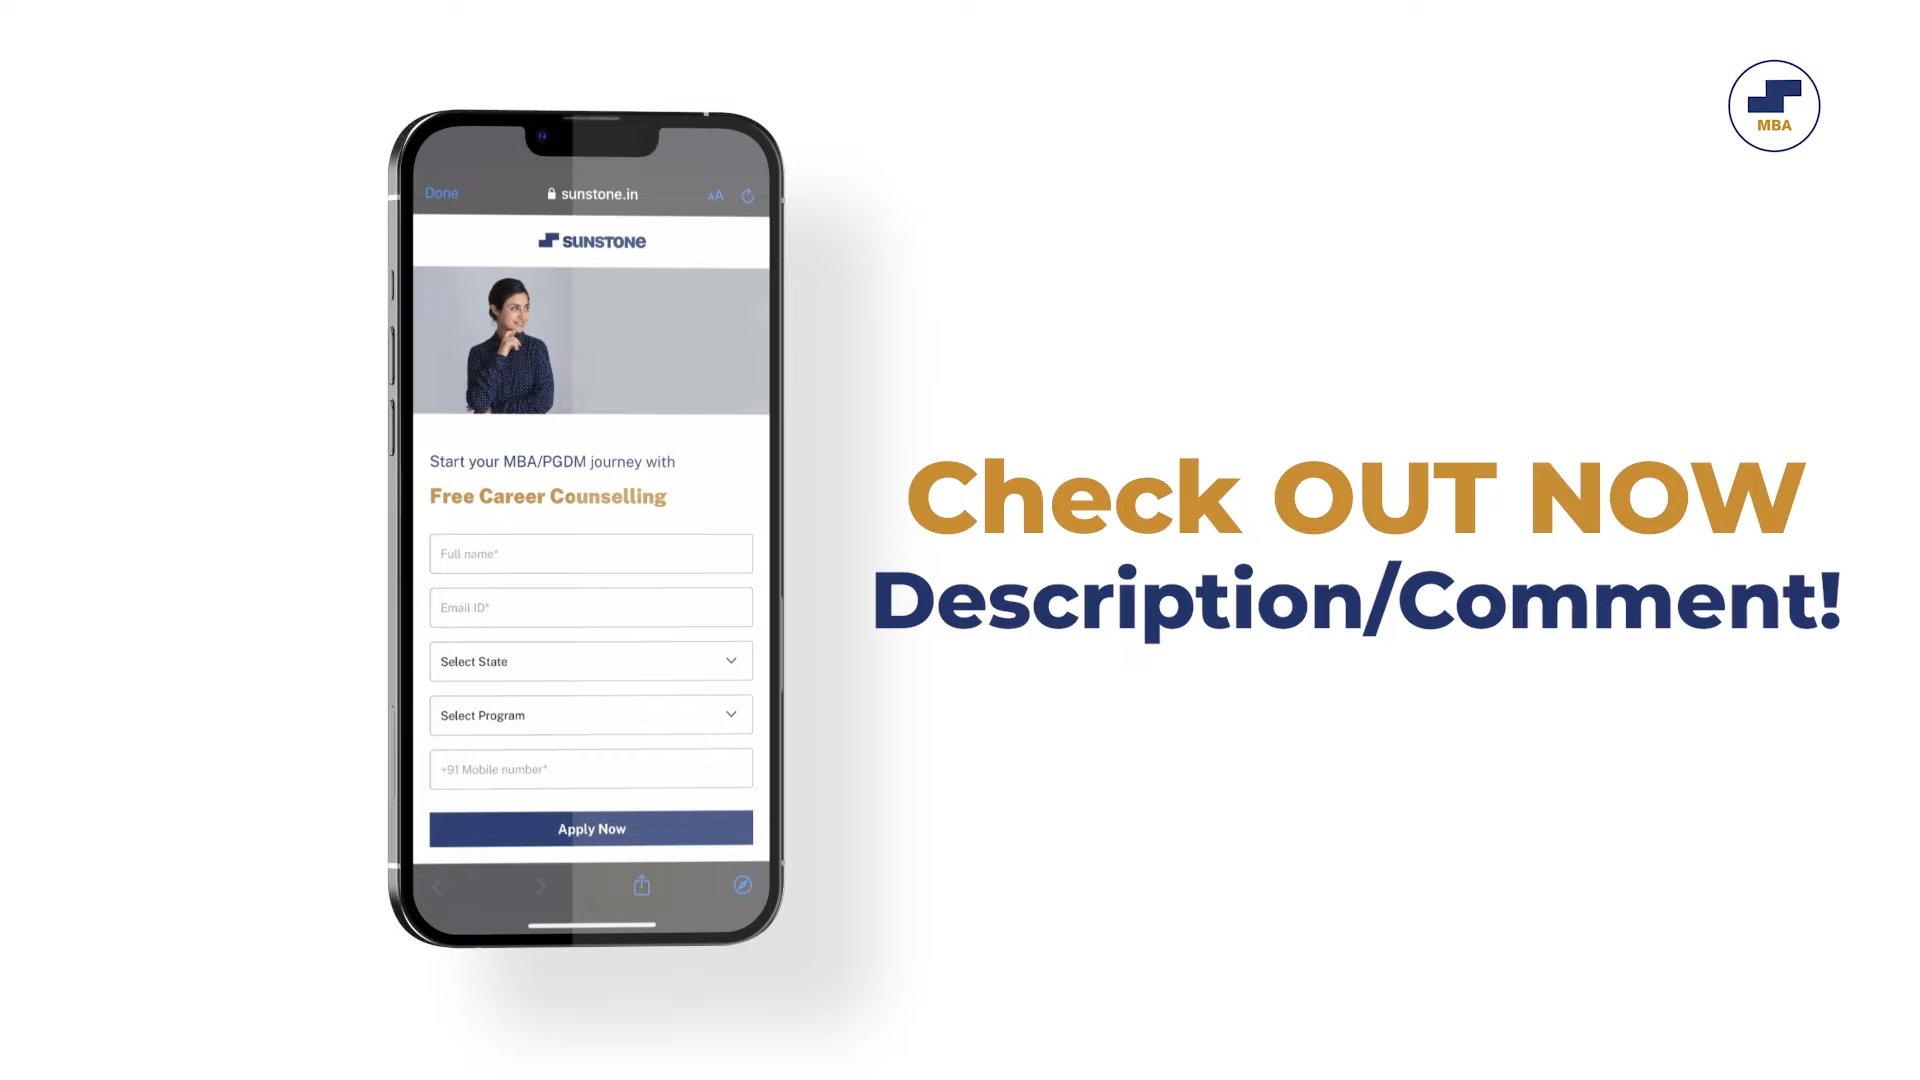 MBA
Done
sunstone.in
AA
SUNSTONE
Start your MBA/PGDM journey with
Free Career Counselling
Full name*
Email ID*
Select State
Select Program
+91 Mobile number*
Apply Now
Check OUT NOW
Description/Comment!